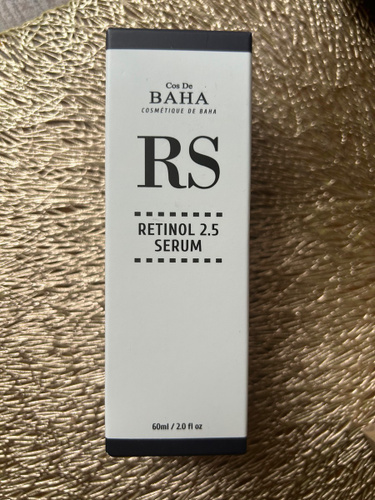 Cos De
BAHA
COSMÉTIQUE DE BAHA
RS
RETINOL 2.5
SERUM
60ml / 2.0 fl oz